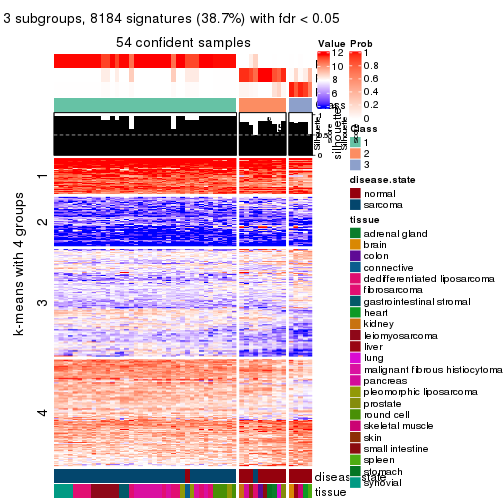 3 subgroups, 8184 signatures (38.7%) with fdr < 0.05
54 confident samples
k-means with 4 groups
1
2
3
4
Value
12
10
8
6
Prob
1
0.8
0.6
0.4
0.2
0
Class
1
2
3
silhouette
Silhouette
score
0.5
0
disease.state
normal
sarcoma
tissue
adrenal gland
brain
colon
connective
dedifferentiated liposarcoma
fibrosarcoma
gastrointestinal stromal
heart
kidney
leiomyosarcoma
liver
lung
malignant fibrous histiocytoma
pancreas
pleomorphic liposarcoma
prostate
round cell
skeletal muscle
skin
small intestine
spleen
stomach
synovial
disease.state
tissue